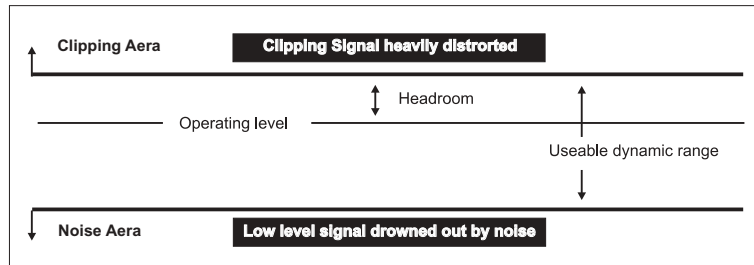 Clipping Aera
Clipping Signal heavily distrorted
Headroom
Operating level
Useable dynamic range
Noise Aera
Low level signal drowned out by noise